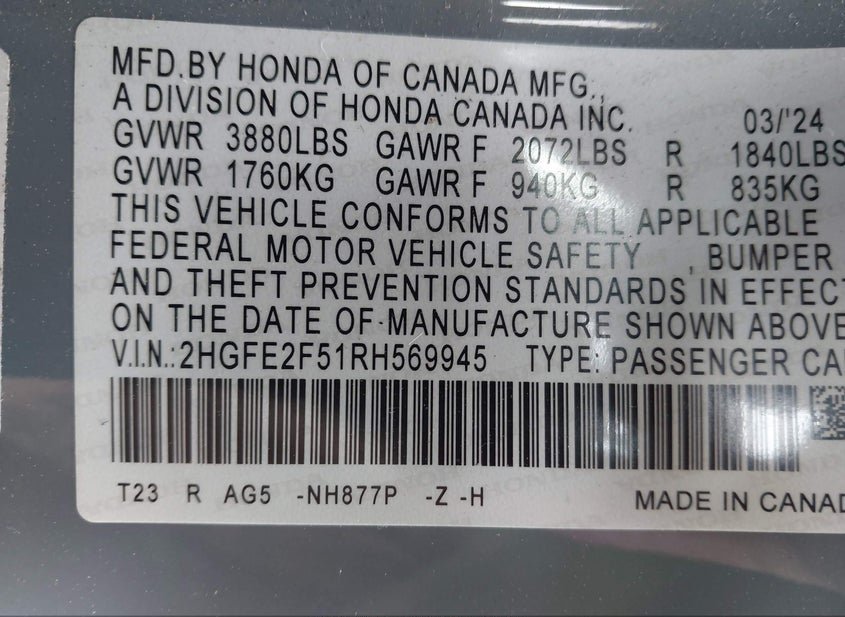 MFD.BY HONDA OF CANADA MFG.,
A DIVISION OF HONDA CANADA INC. 03/'24
GVWR 3880LBS GAWR F 2072LBS R 1840LBS
GVWR 1760KG GAWR F 940KG R 835KG
THIS VEHICLE CONFORMS TO ALL APPLICABLE
FEDERAL MOTOR VEHICLE SAFETY , BUMPER
AND THEFT PREVENTION STANDARDS IN EFFECT
ON THE DATE OF MANUFACTURE SHOWN ABOVE
V.I.N.:2HGFE2F51RH569945 TYPE: PASSENGER CA
T23 R AG5 -NH877P -Z -H MADE IN CANAD